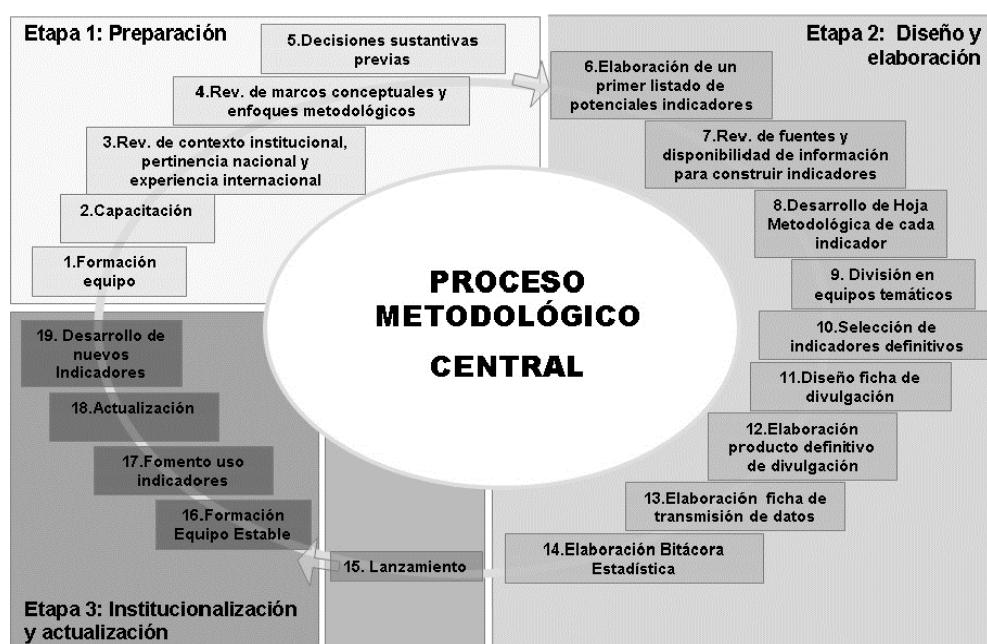 Etapa 1: Preparación
5.Decisiones sustantivas
previas
4.Rev. de marcos conceptuales y
enfoques metodológicos
3.Rev. de contexto institucional,
pertinencia nacional y
experiencia internacional
2.Capacitación
1.Formación
equipo
Etapa 2: Diseño y
elaboración
6.Elaboración de un
primer listado de
potenciales indicadores
7.Rev. de fuentes y
disponibilidad de información
para construir indicadores
8.Desarrollo de Hoja
Metodológica de cada
indicador
9. División en
equipos temáticos
10.Selección de
indicadores definitivos
11.Diseño ficha de
divulgación
12.Elaboración
producto definitivo
de divulgación
13.Elaboración ficha de
transmisión de datos
14.Elaboración Bitácora
Estadística
PROCESO
METODOLÓGICO
CENTRAL
15. Lanzamiento
16.Formación
Equipo Estable
17.Fomento uso
indicadores
18.Actualización
19. Desarrollo de
nuevos
Indicadores
Etapa 3: Institucionalización
y actualización